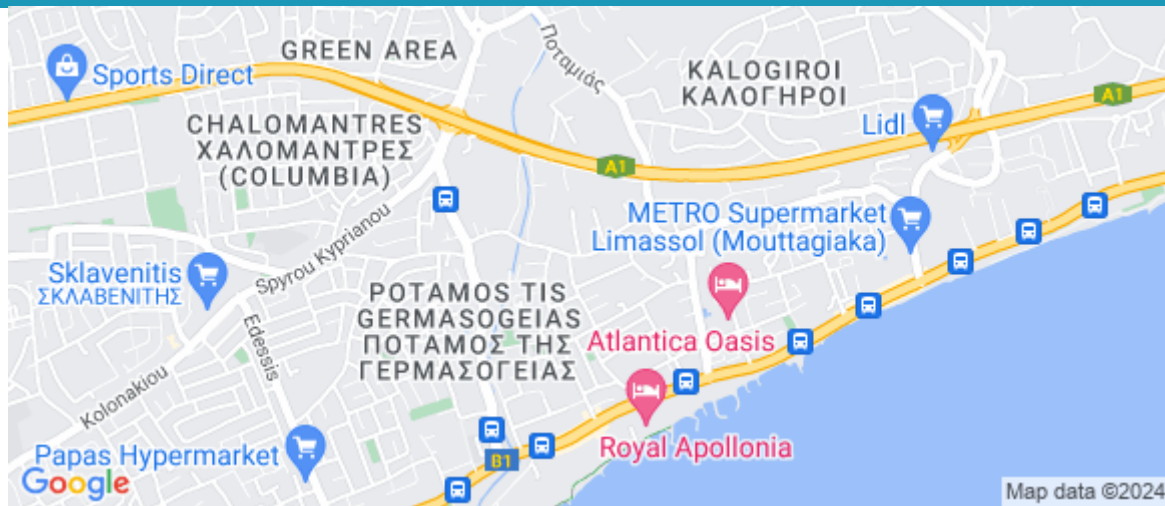 GREEN AREA
Ποταμιάς
Sports Direct
KALOGIROI
ΚΑΛΟΓΗΡΟΙ
A1
Lidl
CHALOMANTRES
ΧΑΛΟΜΑΝΤΡΕΣ
(COLUMBIA)
A1
METRO Supermarket
Limassol (Mouttagiaka)
Spyrou Kyprianou
Sklavenitis
ΣΚΛΑΒΕΝΙΤΗΣ
POTAMOS TIS
GERMASOGEIAS
ΠΟΤΑΜΟΣ ΤΗΣ
ΓΕΡΜΑΣΟΓΕΙΑΣ
Edessis
Atlantica Oasis
Kolonakiou
Royal Apollonia
Papas Hypermarket
B1
Google
Map data ©2024